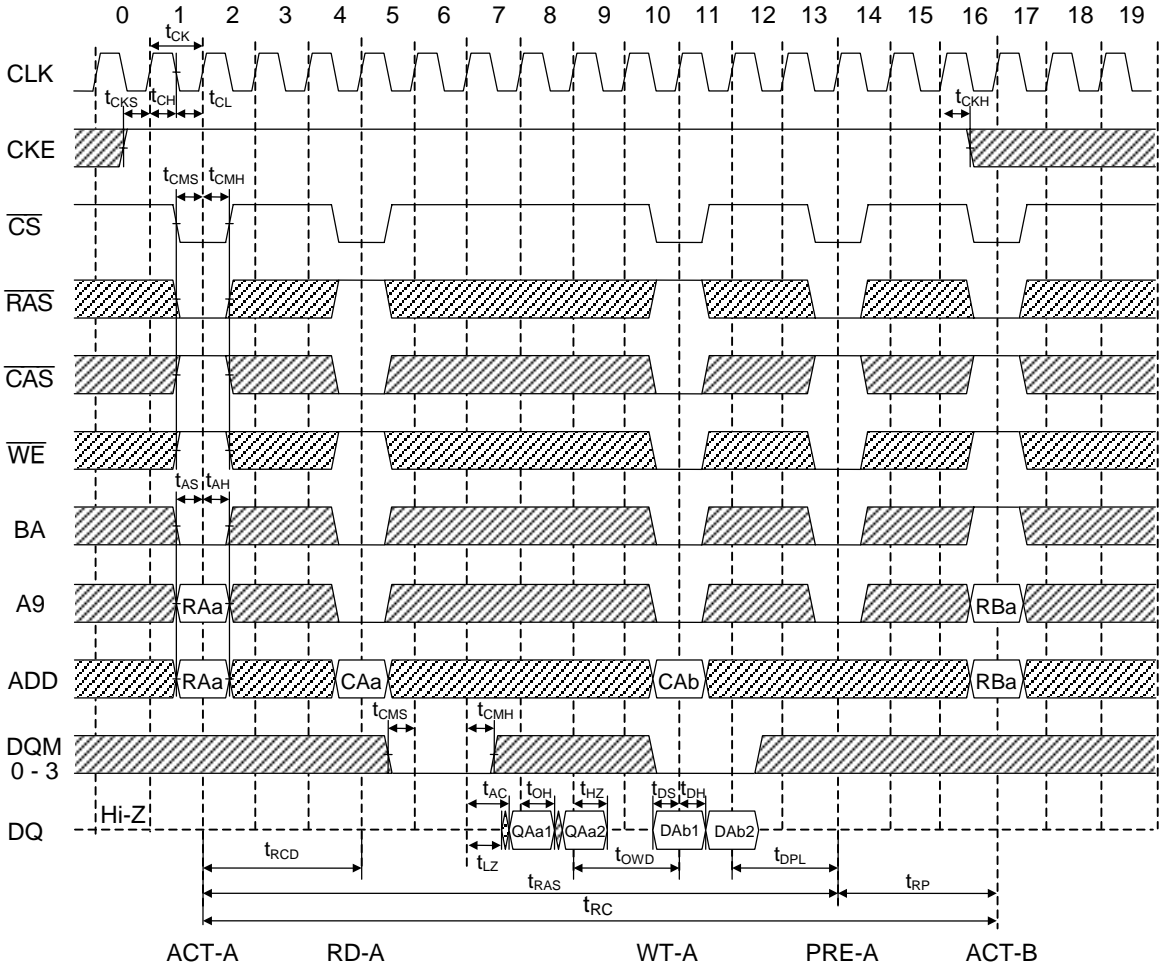 0 1 2 3 4 5 6 7 8 9 10 11 12 13 14 15 16 17 18 19
tCK
CLK
tCKS tCH tCL tCKH
CKE
tCMS tCMH
CS
RAS
CAS
WE
tAS tAH
BA
A9 RAa RBa
ADD RAa CAa CAb RBa
tCMS tCMH
DQM
0 - 3
tAC tOH tHZ tDS tDH
Hi-Z
DQ QAa1 QAa2 DAb1 DAb2
tRCD tLZ tOWD tDPL
tRAS tRP
tRC
ACT-A RD-A WT-A PRE-A ACT-B